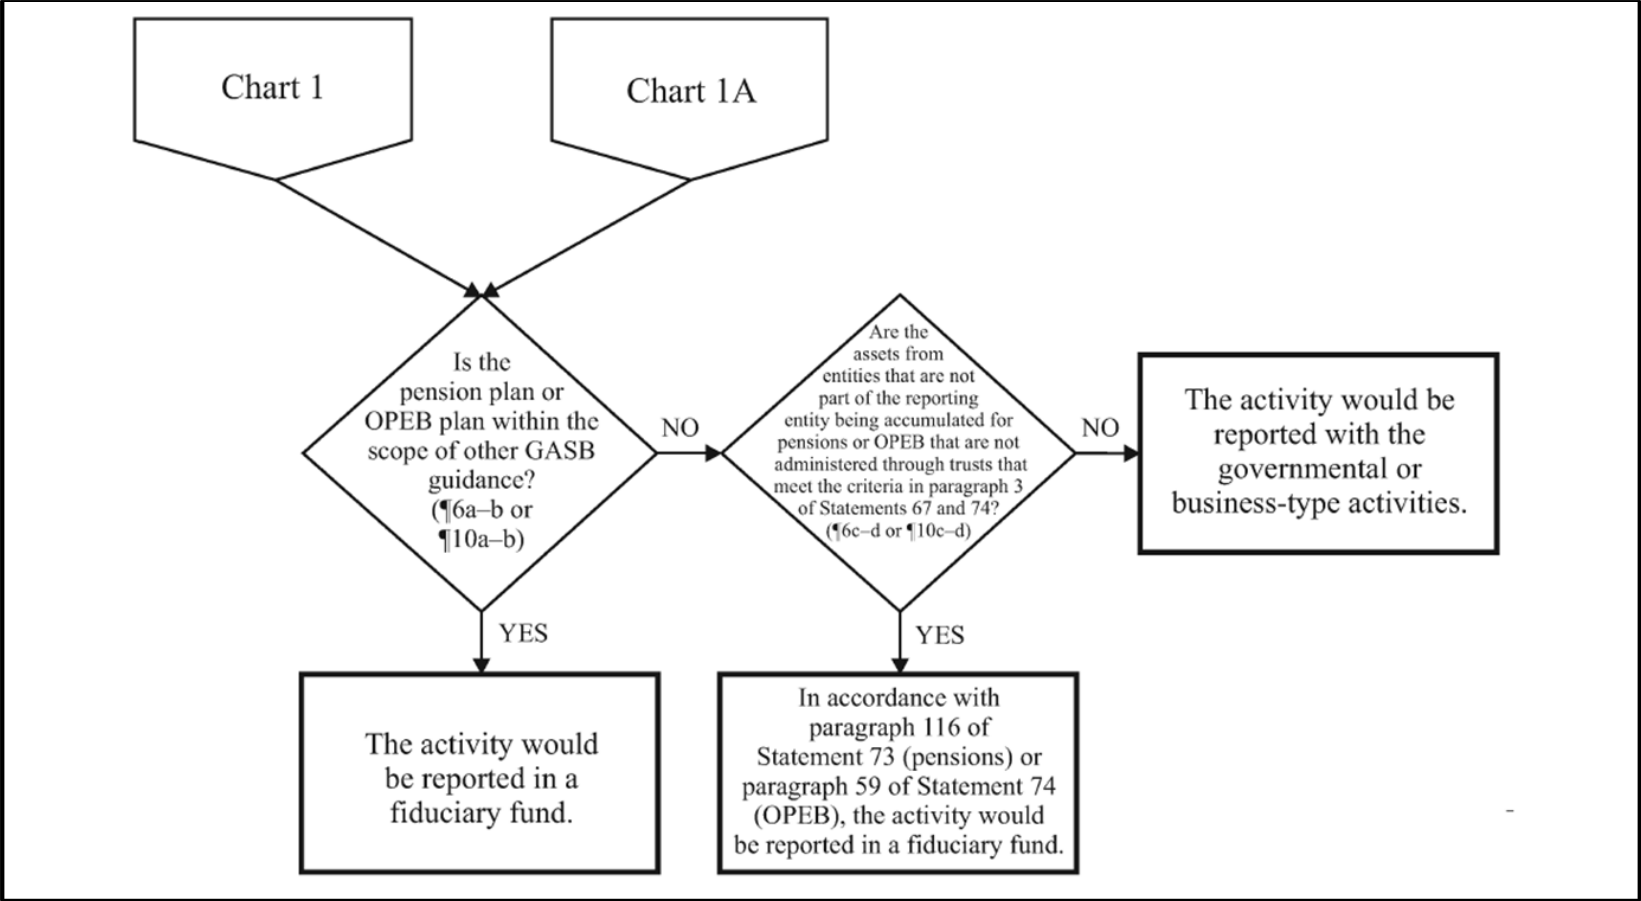 Chart 1
Chart 1A
Is the
pension plan or
OPEB plan within the
scope of other GASB
guidance?
(¶6a–b or
¶10a–b)
NO
Are the
assets from
entities that are not
part of the reporting
entity being accumulated for
pensions or OPEB that are not
administered through trusts that
meet the criteria in paragraph 3
of Statements 67 and 74?
(¶6c–d or ¶10c–d)
NO
The activity would be
reported with the
governmental or
business-type activities.
YES
YES
The activity would
be reported in a
fiduciary fund.
In accordance with
paragraph 116 of
Statement 73 (pensions) or
paragraph 59 of Statement 74
(OPEB), the activity would
be reported in a fiduciary fund.